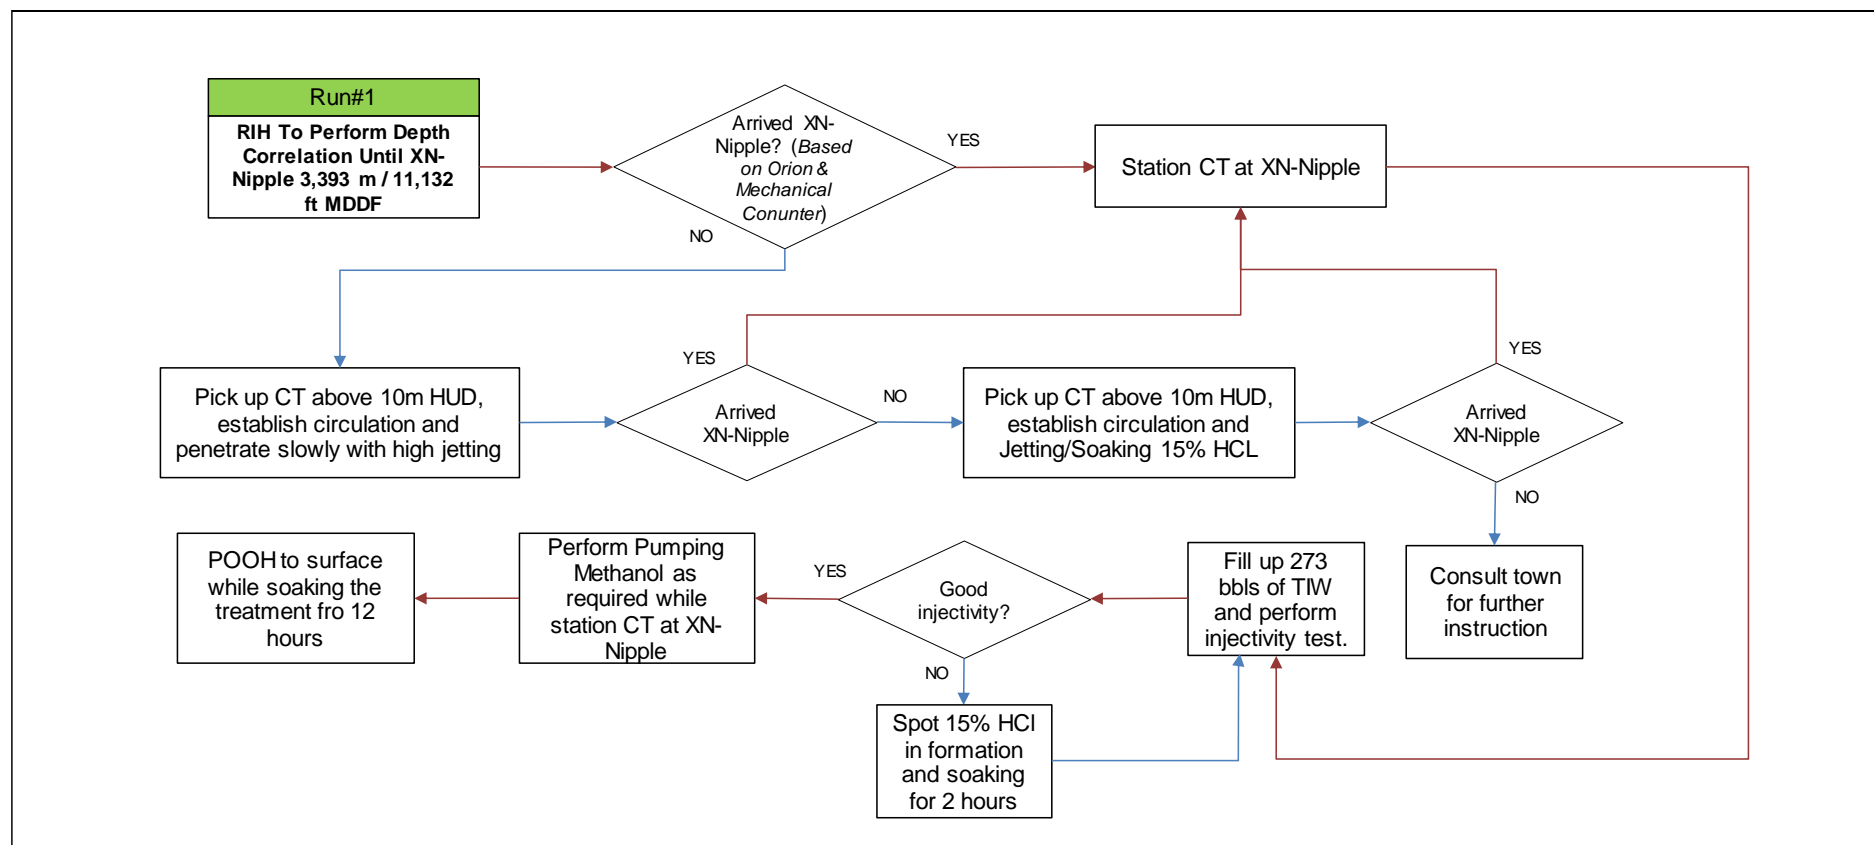 Run#1
RIH To Perform Depth
Correlation Until XN-
Nipple 3,393 m / 11,132
ft MDDF
Arrived XN-
Nipple? (Based
on Orion &
Mechanical
Conunter)
YES
NO
Station CT at XN-Nipple
Pick up CT above 10m HUD,
establish circulation and
penetrate slowly with high jetting
YES
Arrived
XN-Nipple
NO
Pick up CT above 10m HUD,
establish circulation and
Jetting/Soaking 15% HCL
YES
Arrived
XN-Nipple
NO
Consult town
for further
instruction
Fill up 273
bbls of TIW
and perform
injectivity test.
Good
injectivity?
YES
NO
Perform Pumping
Methanol as
required while
station CT at XN-
Nipple
POOH to surface
while soaking the
treatment fro 12
hours
Spot 15% HCl
in formation
and soaking
for 2 hours